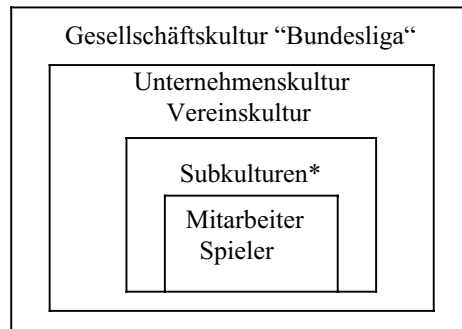 Gesellschäftskultur “Bundesliga“
Unternehmenskultur
Vereinskultur
Subkulturen*
Mitarbeiter
Spieler